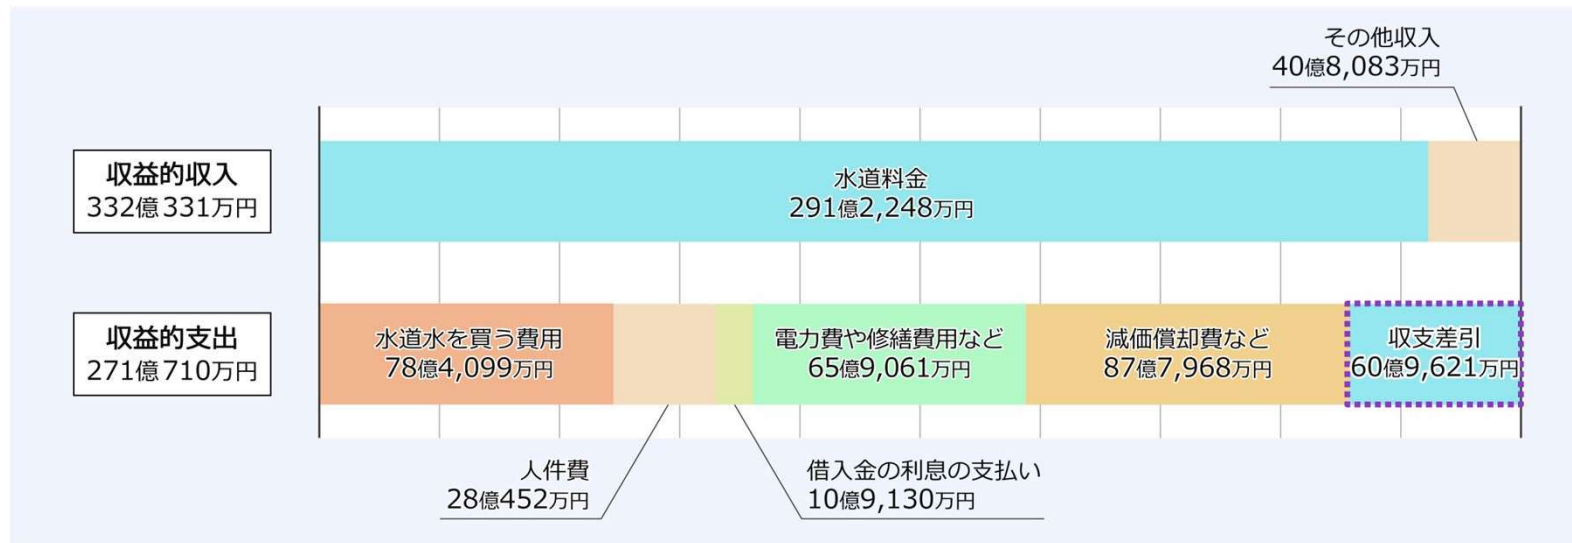 その他収入
40億8,083万円
収益的収入
332億331万円
水道料金
291億2,248万円
収益的支出
271億710万円
水道水を買う費用
78億4,099万円
電力費や修繕費用など
65億9,061万円
減価償却費など
87億7,968万円
収支差引
60億9,621万円
人件費
28億452万円
借入金の利息の支払い
10億9,130万円